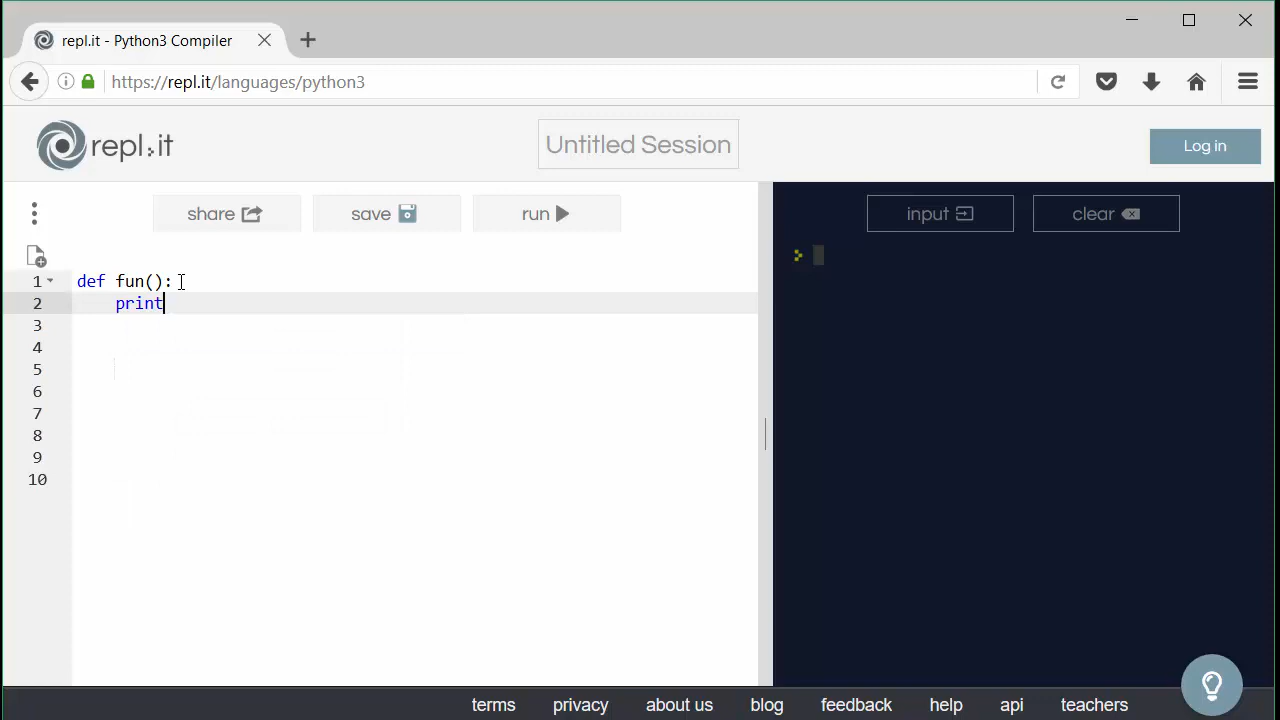 repl.it - Python3 Compiler
https://repl.it/languages/python3
repl.it
Untitled Session
Log in
share
save
run
input
clear
1 def fun():
2 print
3
4
5
6
7
8
9
10
terms privacy about us blog feedback help api teachers